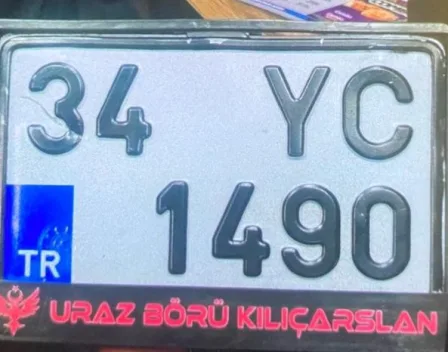 34 YC
1490
TR
URAZ BÖRÜ KILIÇARSLAN